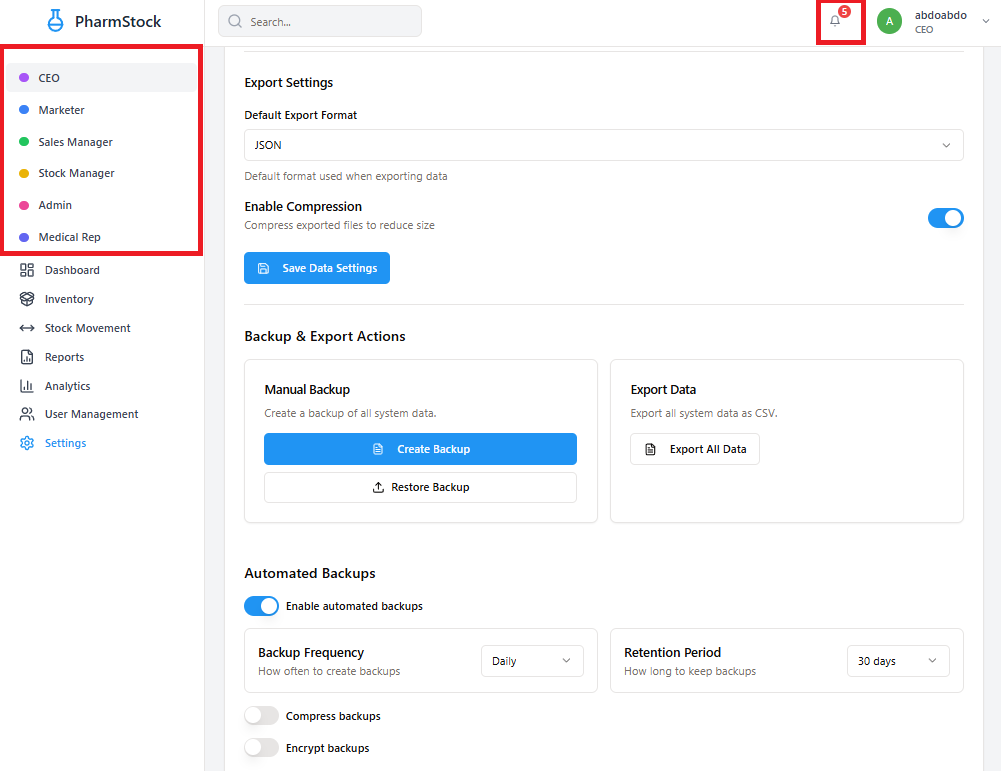 PharmStock
Search...
5
A
abdoabdo
CEO
CEO
Marketer
Sales Manager
Stock Manager
Admin
Medical Rep
Dashboard
Inventory
Stock Movement
Reports
Analytics
User Management
Settings
Export Settings
Default Export Format
JSON
Default format used when exporting data
Enable Compression
Compress exported files to reduce size
Save Data Settings
Backup & Export Actions
Manual Backup
Create a backup of all system data.
Create Backup
Restore Backup
Export Data
Export all system data as CSV.
Export All Data
Automated Backups
Enable automated backups
Backup Frequency
How often to create backups
Daily
Retention Period
How long to keep backups
30 days
Compress backups
Encrypt backups